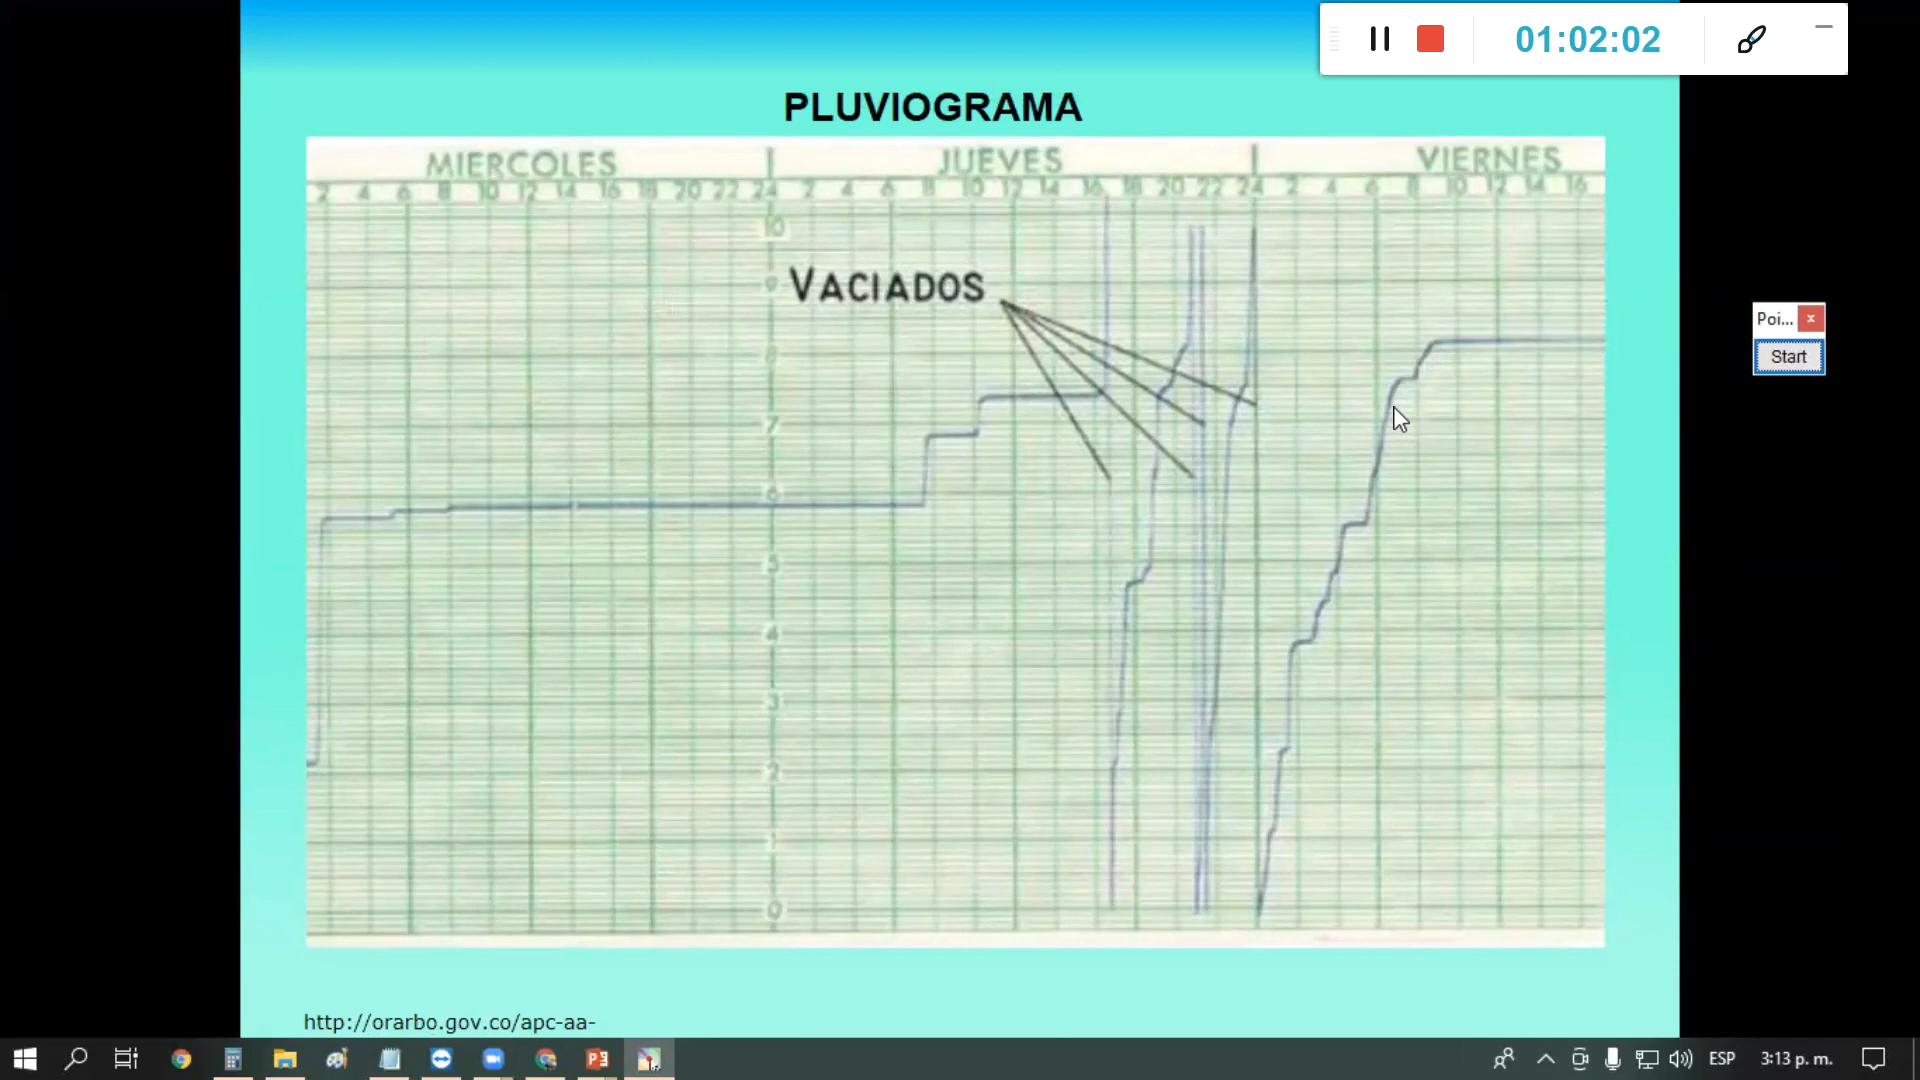 01:02:02
PLUVIOGRAMA
MIERCOLES JUEVES VIERNES
2 4 6 8 10 12 14 16 18 20 22 24 2 4 6 8 10 12 14 16 18 20 22 24 2 4 6 8 10 12 14 16
10
9
VACIADOS
8
7
6
5
4
3
2
1
0
Poi...
Start
http://orarbo.gov.co/apc-aa-
ESP
3:13 p. m.